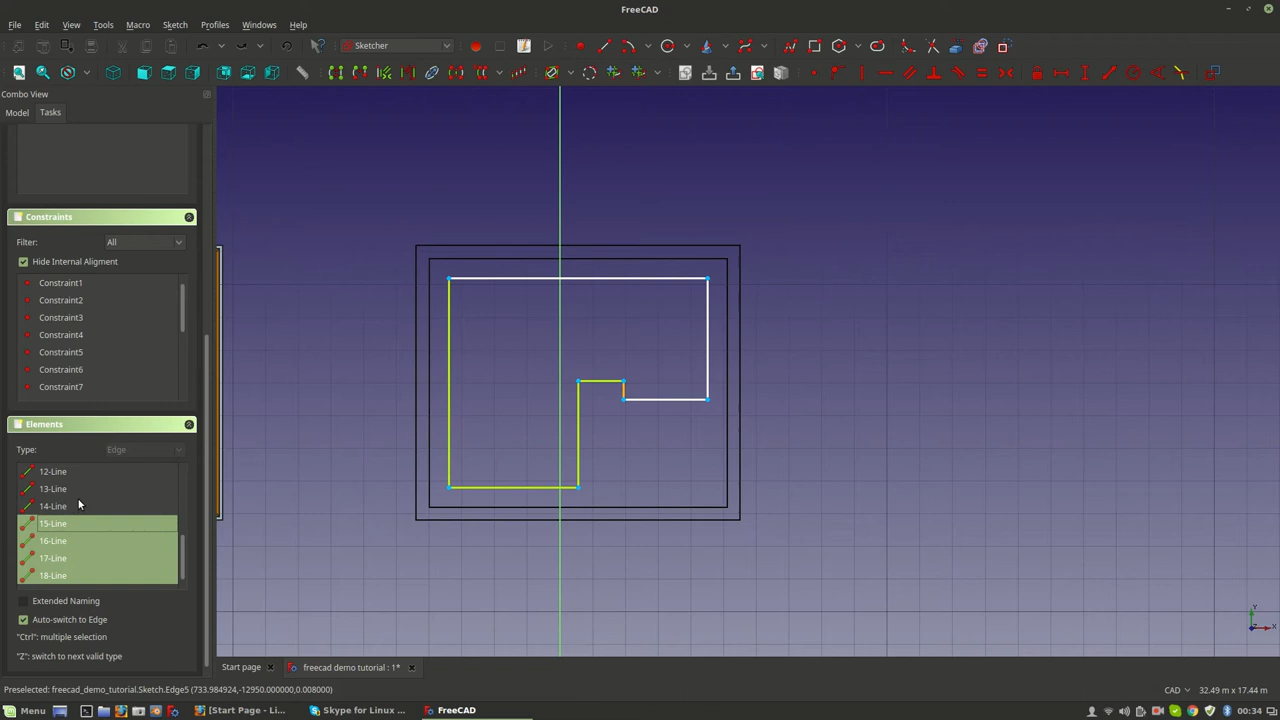 FreeCAD
File Edit View Tools Macro Sketch Profiles Windows Help
Sketcher
Combo View
Model Tasks
Constraints
Filter: All
Hide Internal Aligment
Constraint1
Constraint2
Constraint3
Constraint4
Constraint5
Constraint6
Constraint7
Elements
Type: Edge
12-Line
13-Line
14-Line
15-Line
16-Line
17-Line
18-Line
Extended Naming
Auto-switch to Edge
"Ctrl": multiple selection
"Z": switch to next valid type
Y
Z X
Start page freecad demo tutorial : 1*
Preselected: freecad_demo_tutorial.Sketch.Edge5 (733.984924,-12950.000000,0.008000) CAD 32.49 m x 17.44 m
Menu [Start Page - Li... Skype for Linux ... FreeCAD 00:34